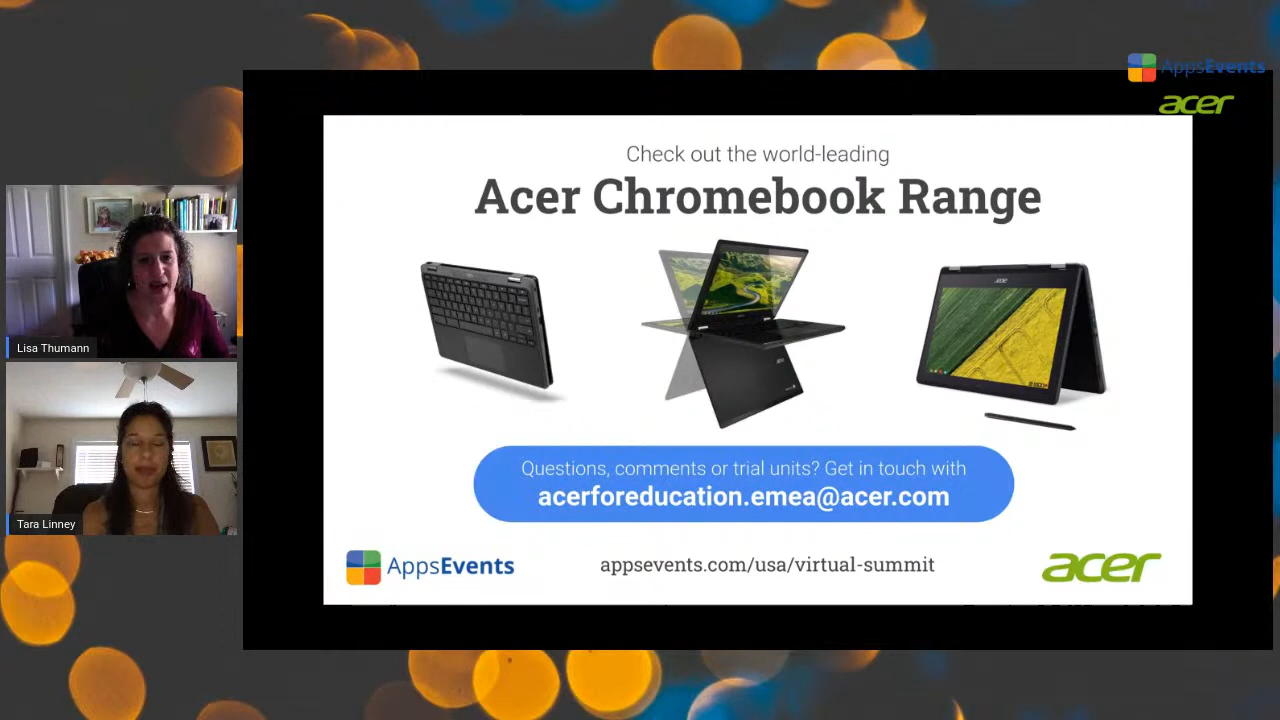 AppsEvents
acer
Check out the world-leading
Acer Chromebook Range
Lisa Thumann
Tara Linney
acer
Questions, comments or trial units? Get in touch with
acerforeducation.emea@acer.com
AppsEvents
appsevents.com/usa/virtual-summit
acer